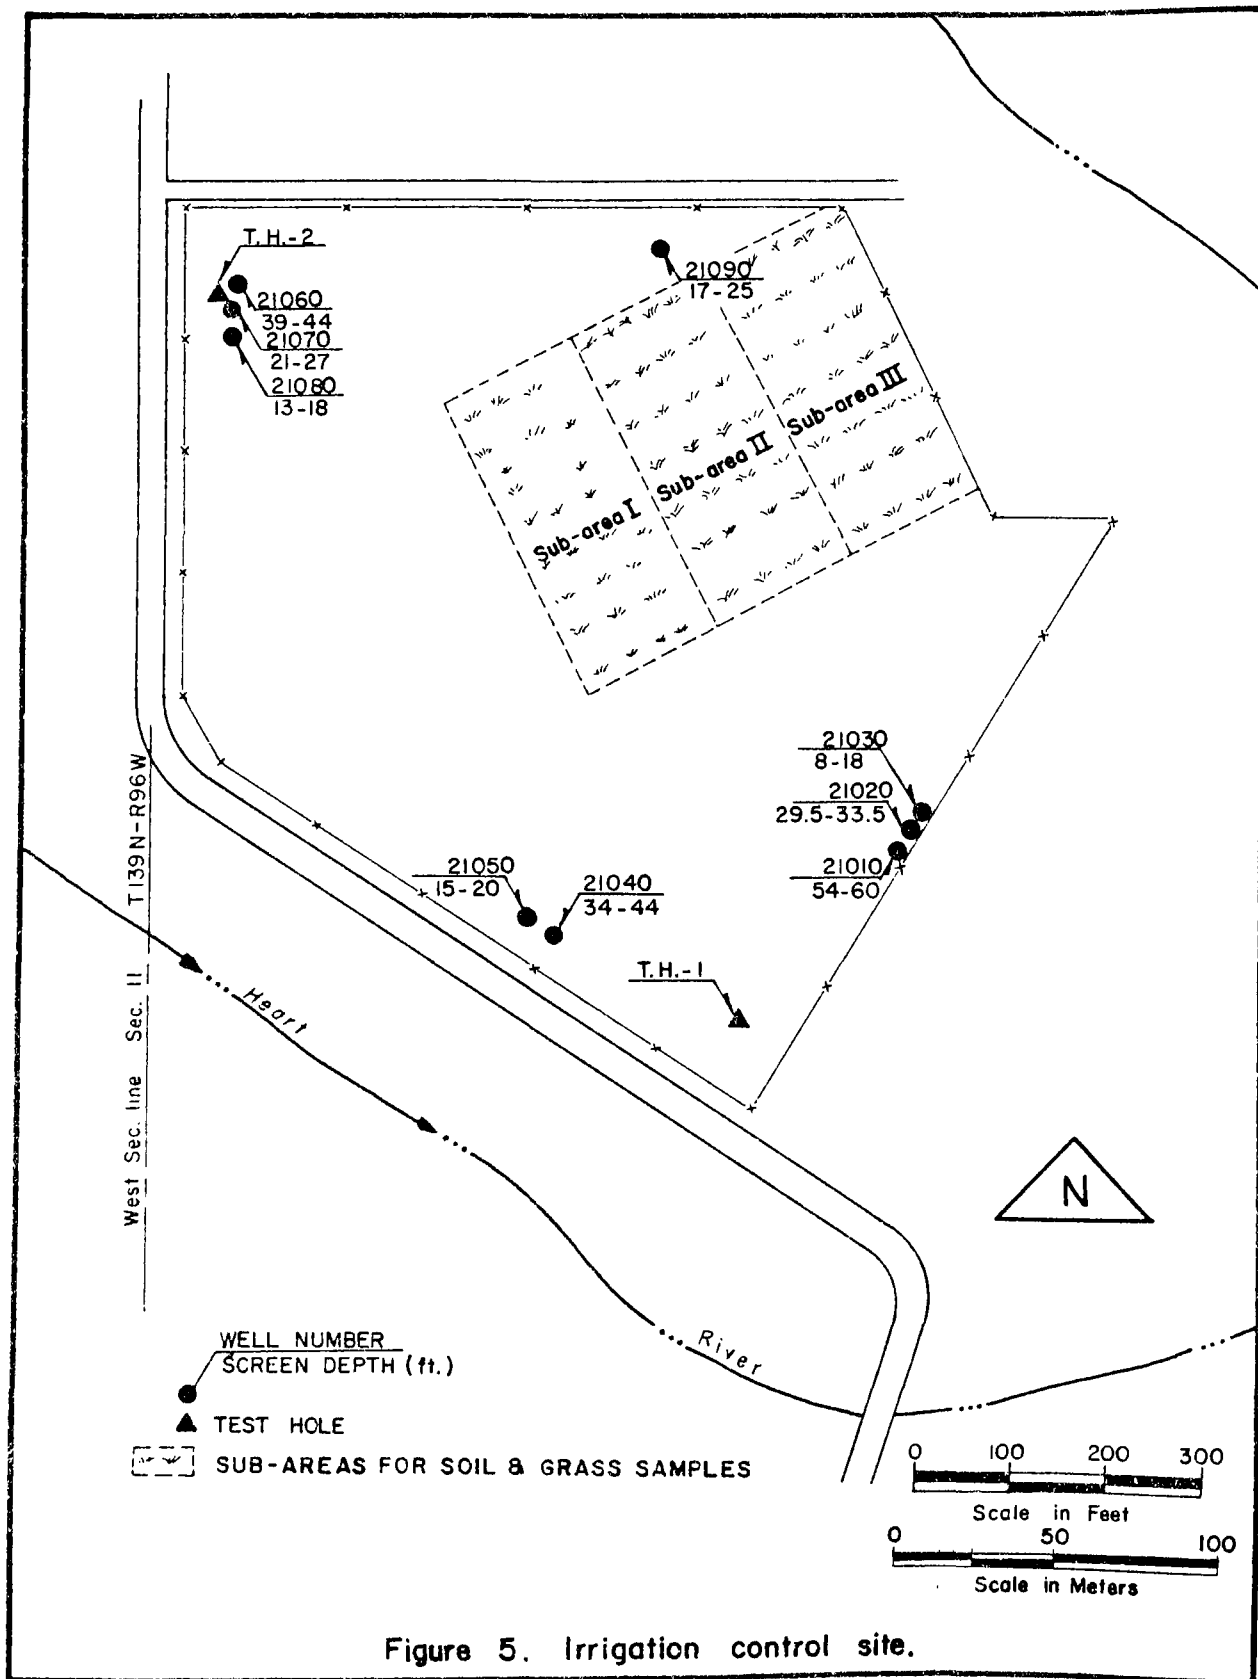 T.H.-2
21060
39-44
21070
21-27
21080
13-18
21090
17-25
Sub-area I
Sub-area II
Sub-area III
21030
8-18
21020
29.5-33.5
21010
54-60
21050
15-20
21040
34-44
T.H.-1
West Sec. line Sec. 11 T139N-R96W
Heart
River
N
WELL NUMBER
SCREEN DEPTH (ft.)
TEST HOLE
SUB-AREAS FOR SOIL & GRASS SAMPLES
0 100 200 300
Scale in Feet
0 50 100
Scale in Meters
Figure 5. Irrigation control site.